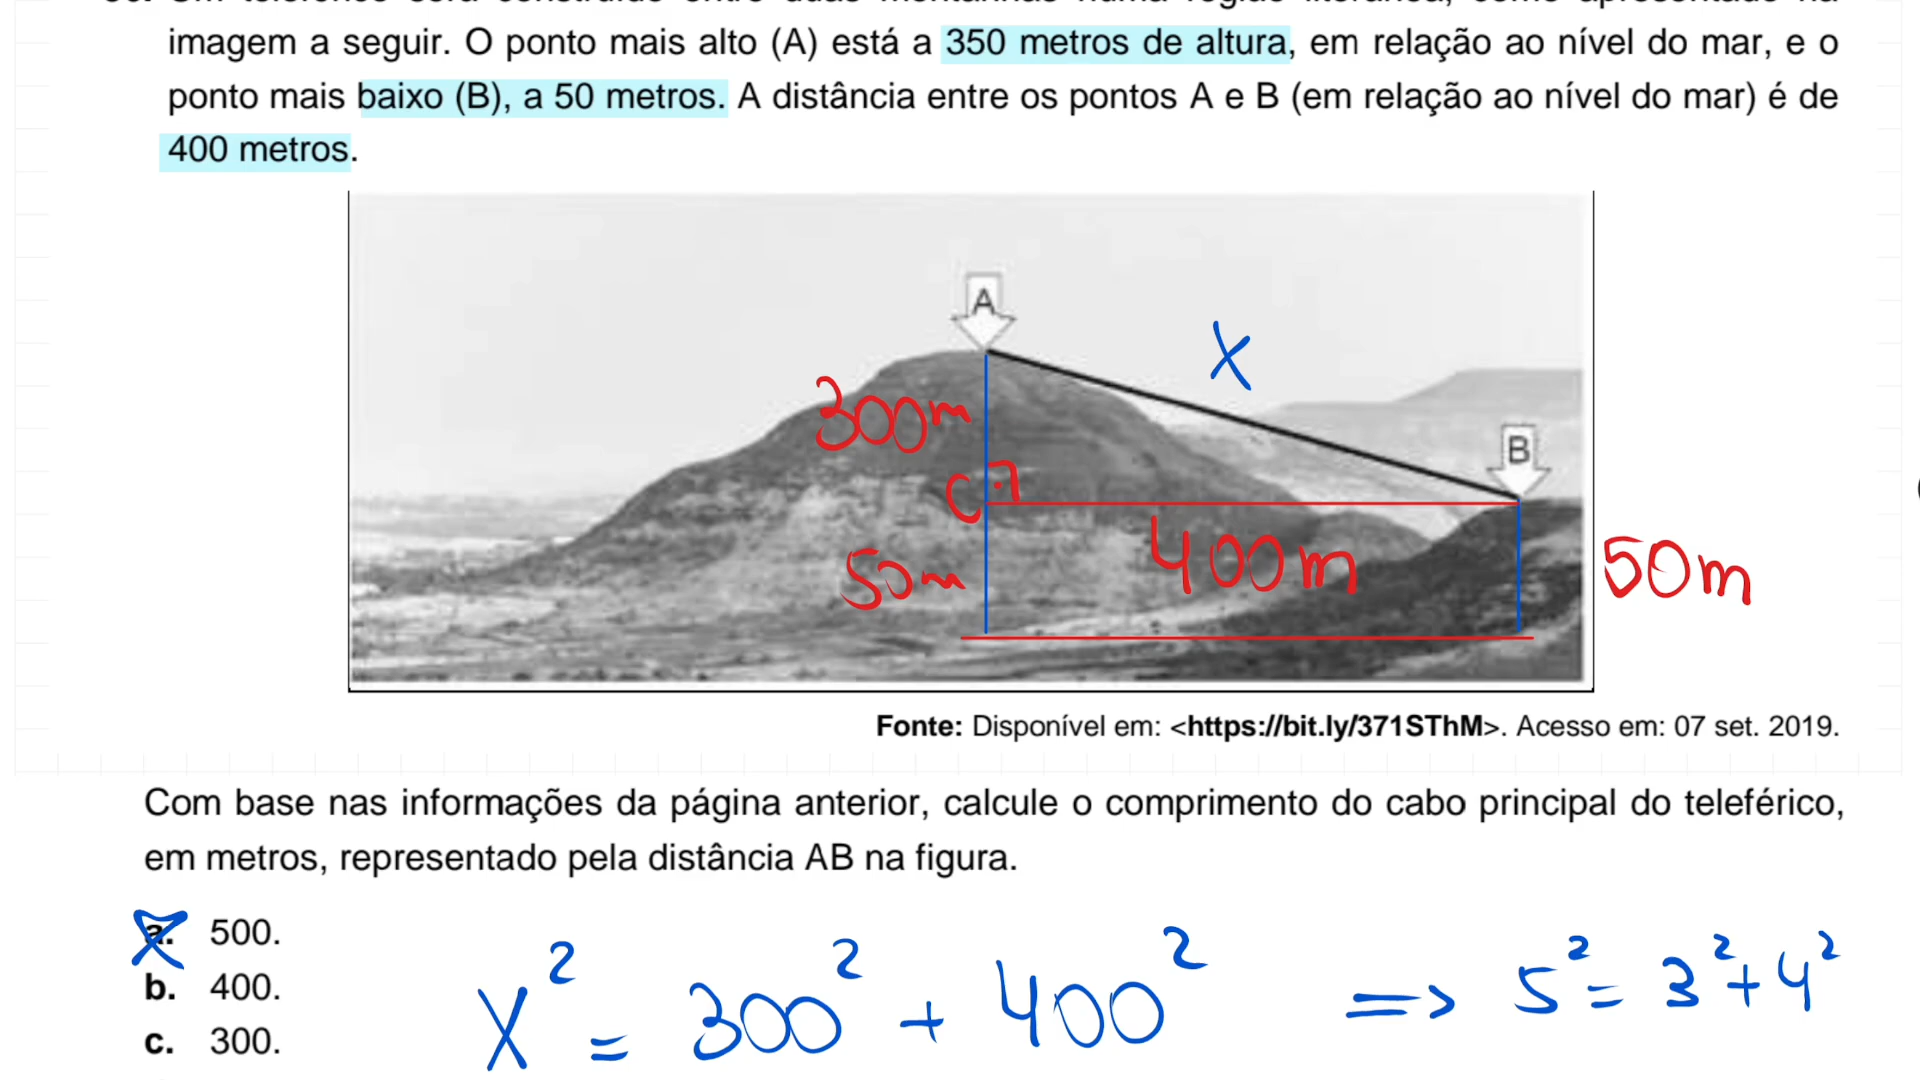 imagem a seguir. O ponto mais alto (A) está a 350 metros de altura, em relação ao nível do mar, e o
ponto mais baixo (B), a 50 metros. A distância entre os pontos A e B (em relação ao nível do mar) é de
400 metros.
A
X
300m
B
C
400m
50m
50m
Fonte: Disponível em: <https://bit.ly/371SThM>. Acesso em: 07 set. 2019.
Com base nas informações da página anterior, calcule o comprimento do cabo principal do teleférico,
em metros, representado pela distância AB na figura.
a. 500.
b. 400.
c. 300.
X² = 300² + 400² => 5² = 3² + 4²